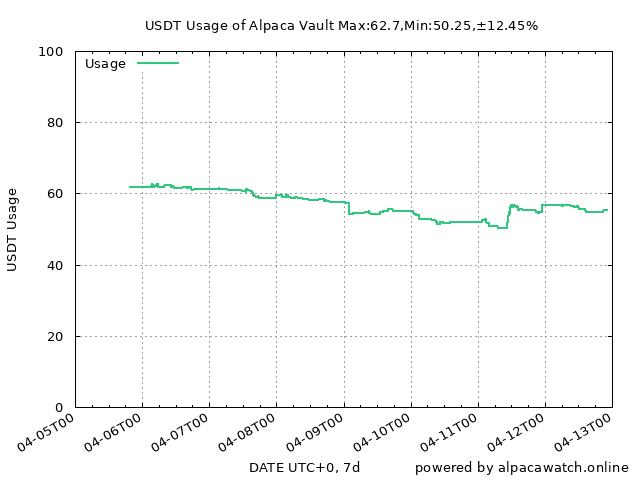 USDT Usage of Alpaca Vault Max:62.7,Min:50.25,±12.45%
Usage
100
80
60
40
20
0
USDT Usage
04-05T00
04-06T00
04-07T00
04-08T00
04-09T00
04-10T00
04-11T00
04-12T00
04-13T00
DATE UTC+0, 7d
powered by alpacawatch.online